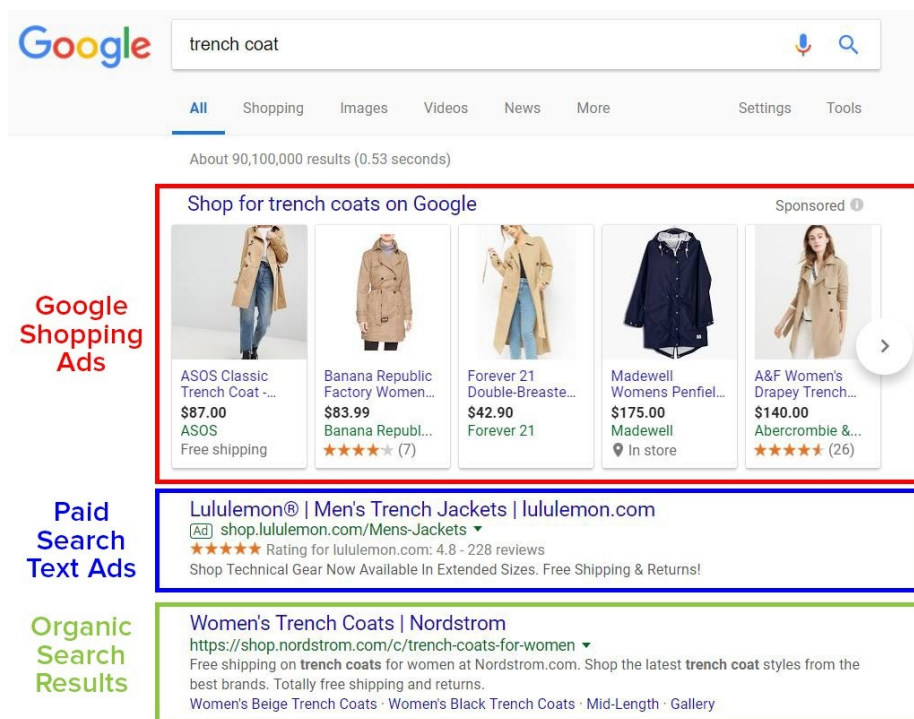 Google
trench coat
All Shopping Images Videos News More Settings Tools
About 90,100,000 results (0.53 seconds)
Google
Shopping
Ads
Shop for trench coats on Google
Sponsored
ASOS Classic
Trench Coat -...
$87.00
ASOS
Free shipping
Banana Republic
Factory Women...
$83.99
Banana Republ...
(7)
Forever 21
Double-Breaste...
$42.90
Forever 21
Madewell
Womens Penfiel...
$175.00
Madewell
In store
A&F Women's
Drapey Trench...
$140.00
Abercrombie &...
(26)
Paid
Search
Text Ads
Lululemon® | Men's Trench Jackets | lululemon.com
Ad shop.lululemon.com/Mens-Jackets
Rating for lululemon.com: 4.8 - 228 reviews
Shop Technical Gear Now Available In Extended Sizes. Free Shipping & Returns!
Organic
Search
Results
Women's Trench Coats | Nordstrom
https://shop.nordstrom.com/c/trench-coats-for-women
Free shipping on trench coats for women at Nordstrom.com. Shop the latest trench coat styles from the
best brands. Totally free shipping and returns.
Women's Beige Trench Coats · Women's Black Trench Coats · Mid-Length · Gallery